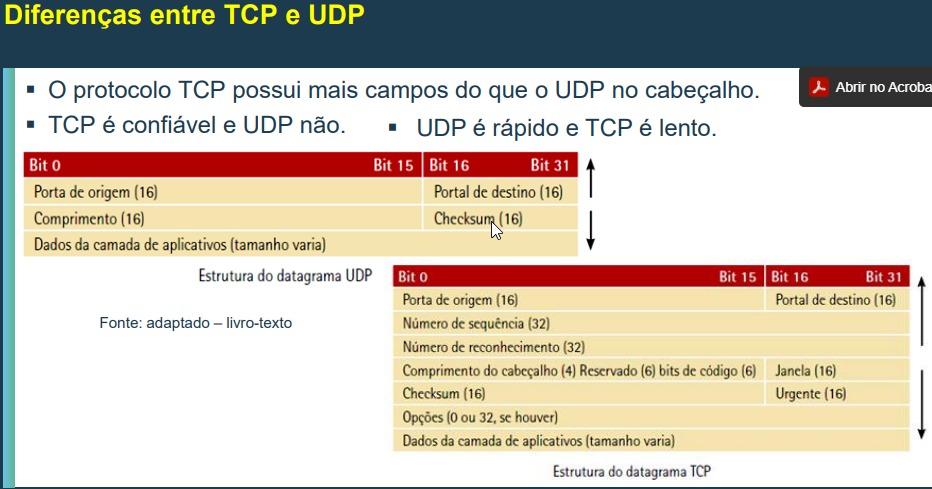 Diferenças entre TCP e UDP
Abrir no Acroba
▪ O protocolo TCP possui mais campos do que o UDP no cabeçalho.
▪ TCP é confiável e UDP não.
▪ UDP é rápido e TCP é lento.
Bit 0 Bit 15 Bit 16 Bit 31
Porta de origem (16) Portal de destino (16)
Comprimento (16) Checksum (16)
Dados da camada de aplicativos (tamanho varia)
Estrutura do datagrama UDP
Fonte: adaptado – livro-texto
Bit 0 Bit 15 Bit 16 Bit 31
Porta de origem (16) Portal de destino (16)
Número de sequência (32)
Número de reconhecimento (32)
Comprimento do cabeçalho (4) Reservado (6) bits de código (6) Janela (16)
Checksum (16) Urgente (16)
Opções (0 ou 32, se houver)
Dados da camada de aplicativos (tamanho varia)
Estrutura do datagrama TCP